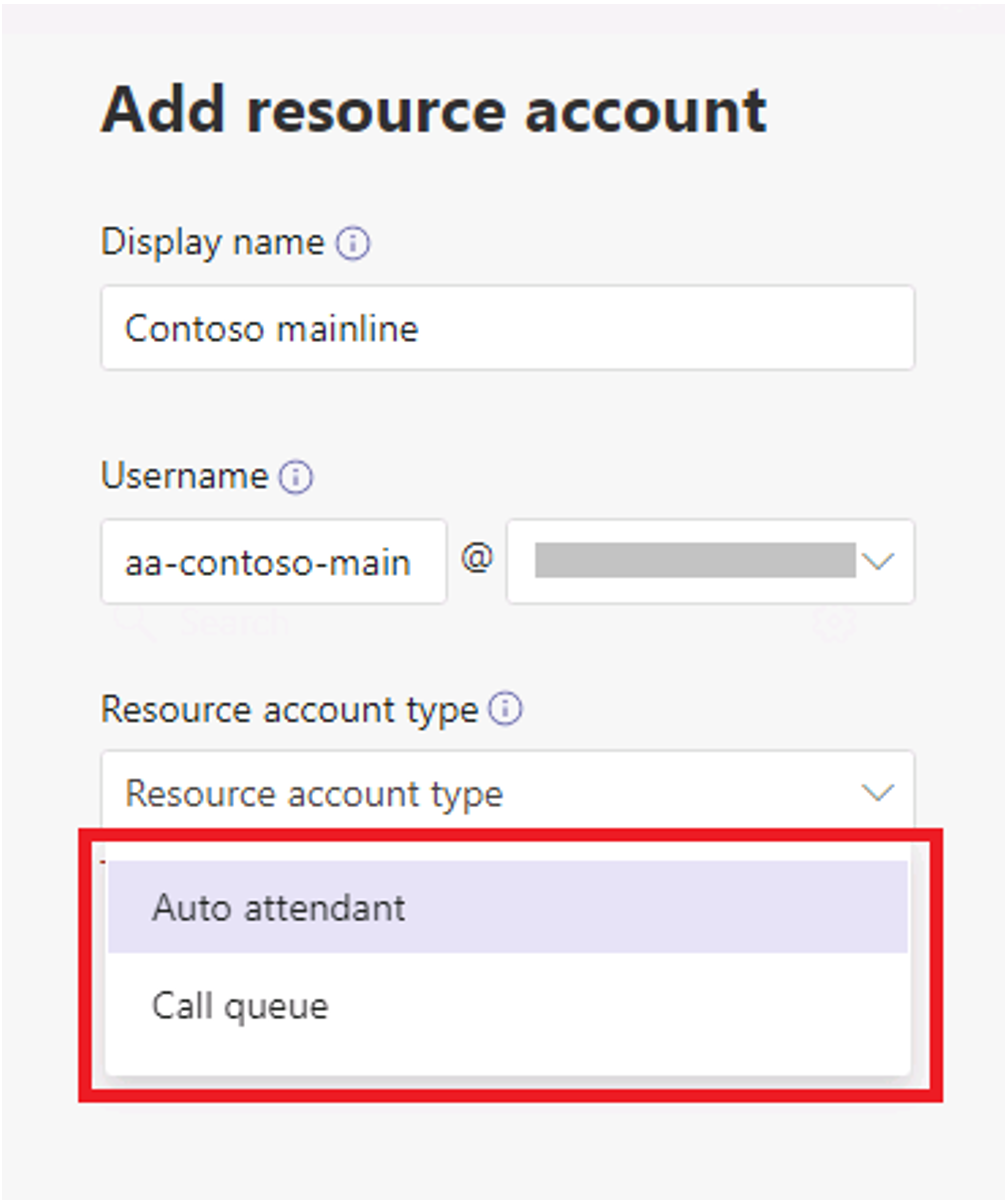 Add resource account
Display name
Contoso mainline
Username
aa-contoso-main @
Search
Resource account type
Resource account type
Auto attendant
Call queue